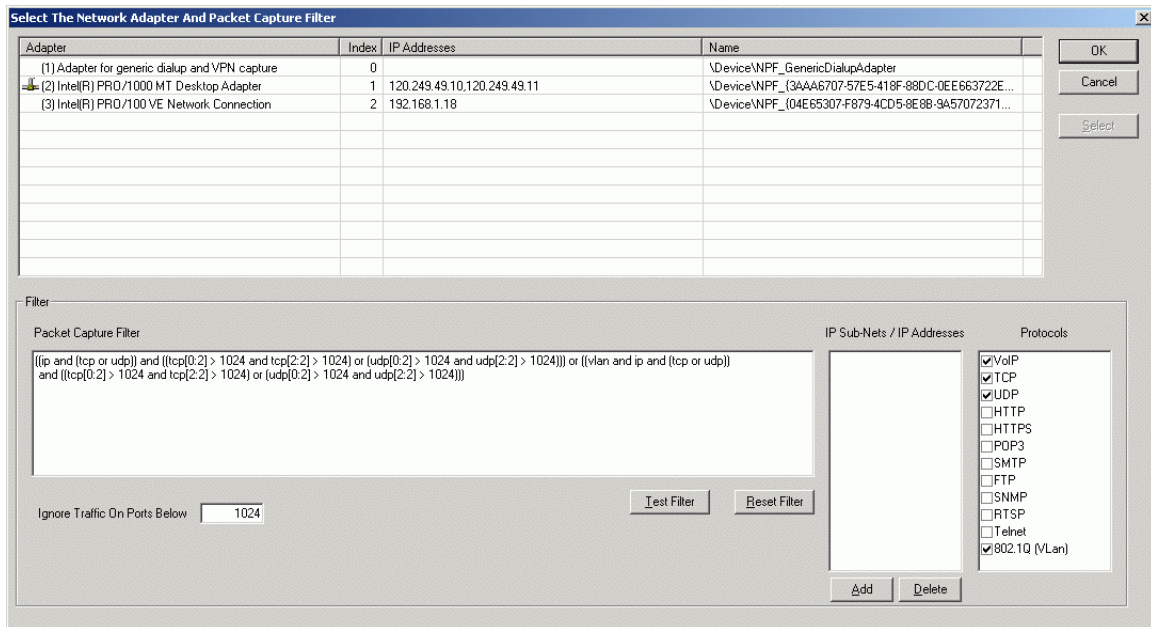 Select The Network Adapter And Packet Capture Filter
Adapter Index IP Addresses Name
(1) Adapter for generic dialup and VPN capture 0 \Device\NPF_GenericDialupAdapter
(2) Intel(R) PRO/1000 MT Desktop Adapter 1 120.249.49.10,120.249.49.11 \Device\NPF_{3AAA6707-57E5-418F-88DC-0EE663722E...
(3) Intel(R) PRO/100 VE Network Connection 2 192.168.1.18 \Device\NPF_{04E65307-F879-4CD5-8E8B-9A57072371...
OK
Cancel
Select
Filter
Packet Capture Filter
((ip and (tcp or udp)) and ((tcp[0:2] > 1024 and tcp[2:2] > 1024) or (udp[0:2] > 1024 and udp[2:2] > 1024))) or ((vlan and ip and (tcp or udp))
and ((tcp[0:2] > 1024 and tcp[2:2] > 1024) or (udp[0:2] > 1024 and udp[2:2] > 1024)))
Ignore Traffic On Ports Below 1024
Test Filter Reset Filter
IP Sub-Nets / IP Addresses
Add Delete
Protocols
VoIP
TCP
UDP
HTTP
HTTPS
POP3
SMTP
FTP
SNMP
RTSP
Telnet
802.1Q (VLan)